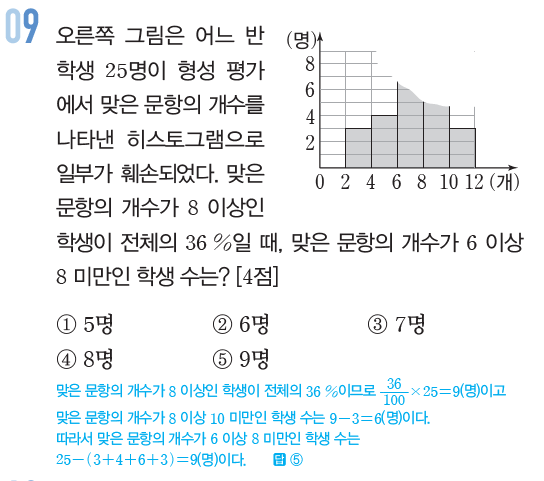 09
오른쪽 그림은 어느 반
학생 25명이 형성 평가
에서 맞은 문항의 개수를
나타낸 히스토그램으로
일부가 훼손되었다. 맞은
문항의 개수가 8 이상인
학생이 전체의 36 %일 때, 맞은 문항의 개수가 6 이상
8 미만인 학생 수는? [4점]
(명)
8
6
4
2
0 2 4 6 8 10 12 (개)
① 5명 ② 6명 ③ 7명
④ 8명 ⑤ 9명
맞은 문항의 개수가 8 이상인 학생이 전체의 36 %이므로 36/100×25=9(명)이고
맞은 문항의 개수가 8 이상 10 미만인 학생 수는 9-3=6(명)이다.
따라서 맞은 문항의 개수가 6 이상 8 미만인 학생 수는
25-(3+4+6+3)=9(명)이다. 답 ⑤